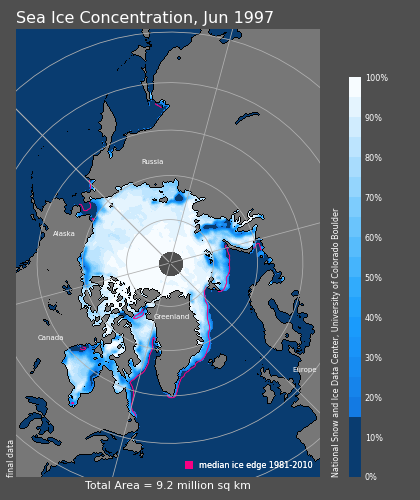 Sea Ice Concentration, Jun 1997
Russia
Alaska
Greenland
Canada
Europe
median ice edge 1981-2010
final data
Total Area = 9.2 million sq km
100%
90%
80%
70%
60%
50%
40%
30%
20%
10%
0%
National Snow and Ice Data Center, University of Colorado Boulder